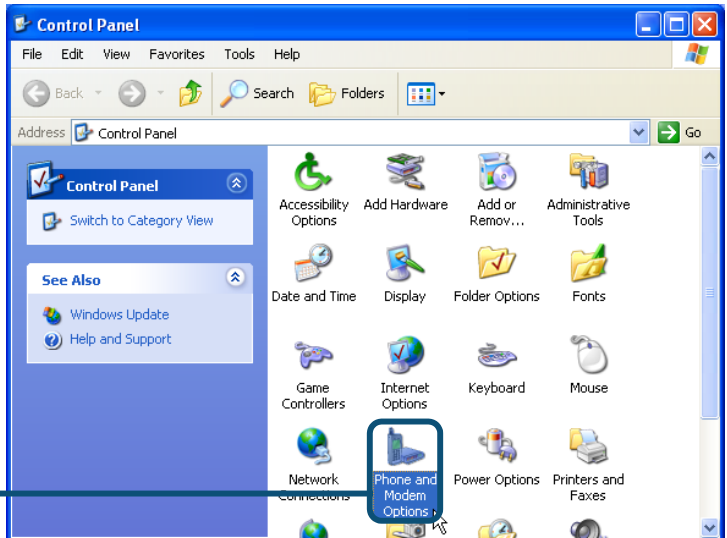 Control Panel
File Edit View Favorites Tools Help
Back Search Folders
Address Control Panel Go
Control Panel
Switch to Category View
See Also
Windows Update
Help and Support
Accessibility Options
Add Hardware
Add or Remov...
Administrative Tools
Date and Time
Display
Folder Options
Fonts
Game Controllers
Internet Options
Keyboard
Mouse
Network Connections
Phone and Modem Options
Power Options
Printers and Faxes